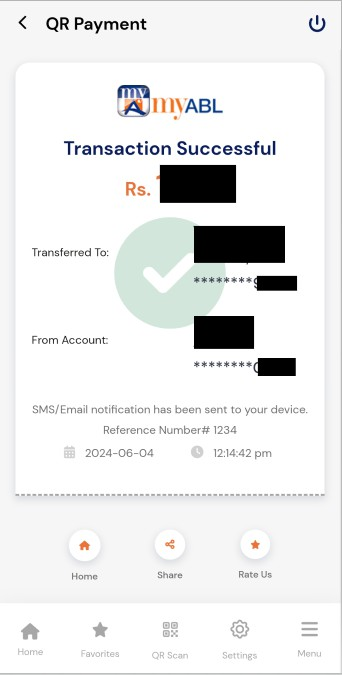 QR Payment
my myABL
Transaction Successful
Rs.
Transferred To:
********
From Account:
********
SMS/Email notification has been sent to your device.
Reference Number# 1234
2024-06-04 12:14:42 pm
Home Share Rate Us
Home Favorites QR Scan Settings Menu